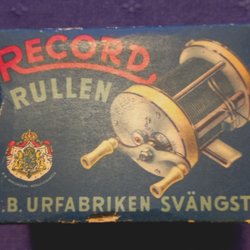 RECORD
RULLEN
.B. URFABRIKEN SVÄNGST